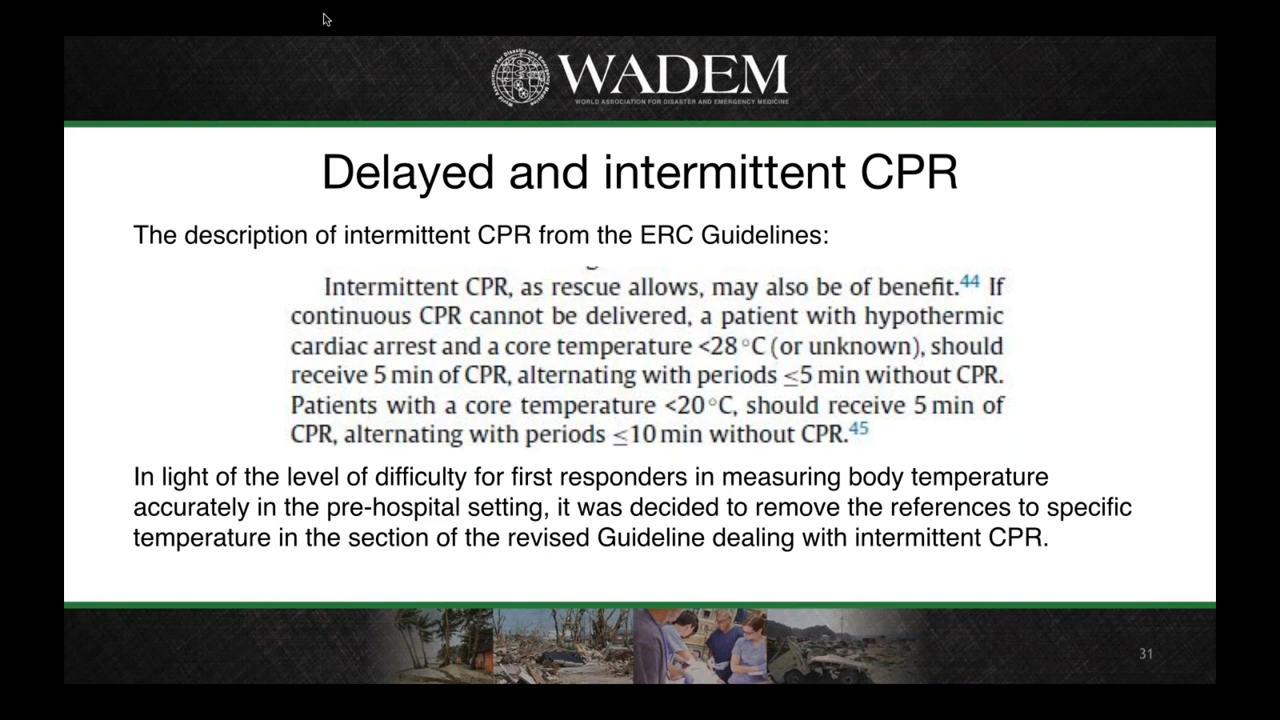 WADEM
WORLD ASSOCIATION FOR DISASTER AND EMERGENCY MEDICINE
Delayed and intermittent CPR
The description of intermittent CPR from the ERC Guidelines:
Intermittent CPR, as rescue allows, may also be of benefit.44 If
continuous CPR cannot be delivered, a patient with hypothermic
cardiac arrest and a core temperature <28 °C (or unknown), should
receive 5 min of CPR, alternating with periods ≤5 min without CPR.
Patients with a core temperature <20 °C, should receive 5 min of
CPR, alternating with periods ≤10 min without CPR.45
In light of the level of difficulty for first responders in measuring body temperature
accurately in the pre-hospital setting, it was decided to remove the references to specific
temperature in the section of the revised Guideline dealing with intermittent CPR.
31